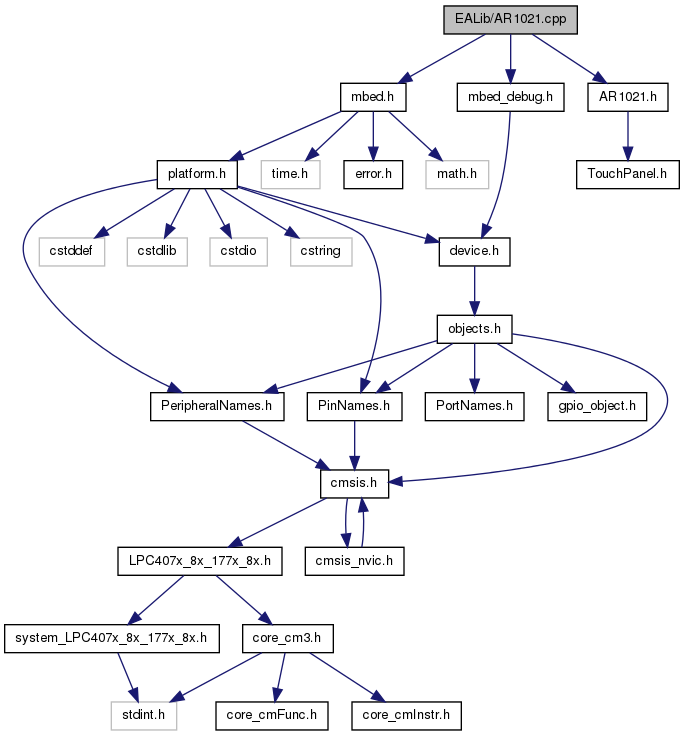 EALib/AR1021.cpp
mbed.h
mbed_debug.h
AR1021.h
platform.h
time.h
error.h
math.h
TouchPanel.h
cstddef
cstdlib
cstdio
cstring
device.h
objects.h
PeripheralNames.h
PinNames.h
PortNames.h
gpio_object.h
cmsis.h
LPC407x_8x_177x_8x.h
cmsis_nvic.h
system_LPC407x_8x_177x_8x.h
core_cm3.h
stdint.h
core_cmFunc.h
core_cmInstr.h